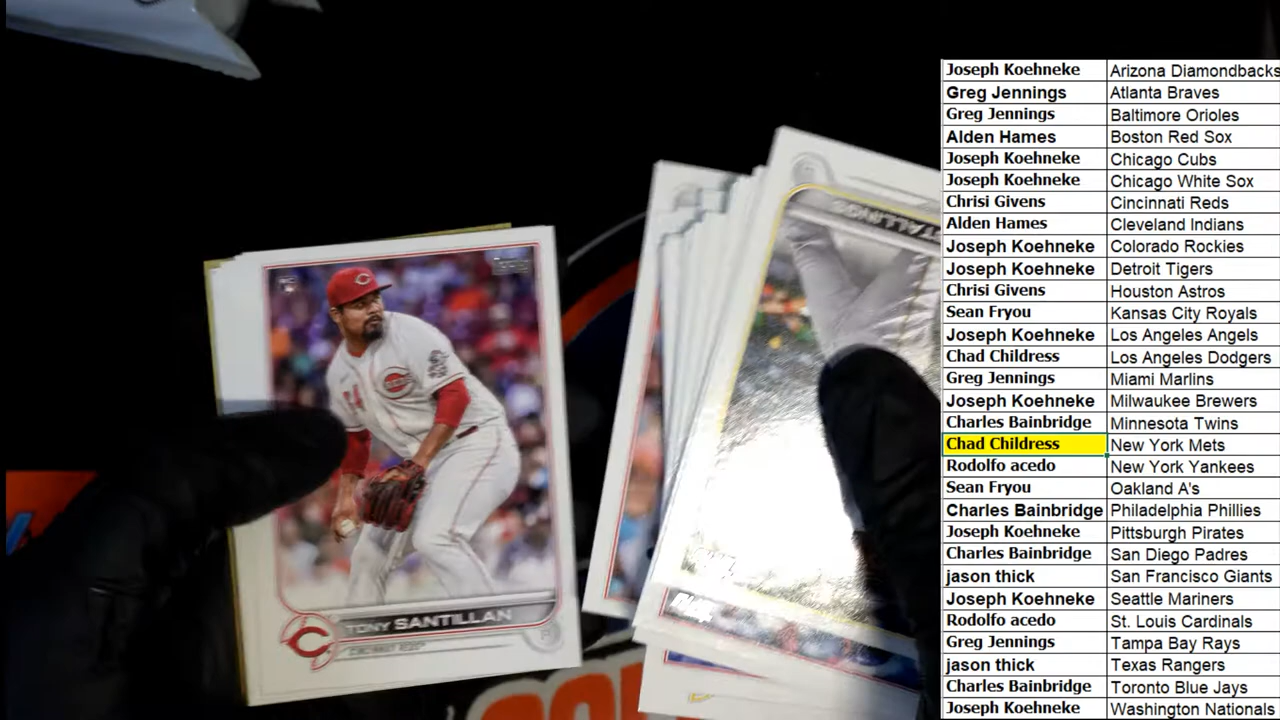 Joseph Koehneke Arizona Diamondbacks
Greg Jennings Atlanta Braves
Greg Jennings Baltimore Orioles
Alden Hames Boston Red Sox
Joseph Koehneke Chicago Cubs
Joseph Koehneke Chicago White Sox
Chrisi Givens Cincinnati Reds
Alden Hames Cleveland Indians
Joseph Koehneke Colorado Rockies
Joseph Koehneke Detroit Tigers
Chrisi Givens Houston Astros
Sean Fryou Kansas City Royals
Joseph Koehneke Los Angeles Angels
Chad Childress Los Angeles Dodgers
Greg Jennings Miami Marlins
Joseph Koehneke Milwaukee Brewers
Charles Bainbridge Minnesota Twins
Chad Childress New York Mets
Rodolfo acedo New York Yankees
Sean Fryou Oakland A's
Charles Bainbridge Philadelphia Phillies
Joseph Koehneke Pittsburgh Pirates
Charles Bainbridge San Diego Padres
jason thick San Francisco Giants
Joseph Koehneke Seattle Mariners
Rodolfo acedo St. Louis Cardinals
Greg Jennings Tampa Bay Rays
jason thick Texas Rangers
Charles Bainbridge Toronto Blue Jays
Joseph Koehneke Washington Nationals
Topps
RC
TONY SANTILLAN
CINCINNATI REDS